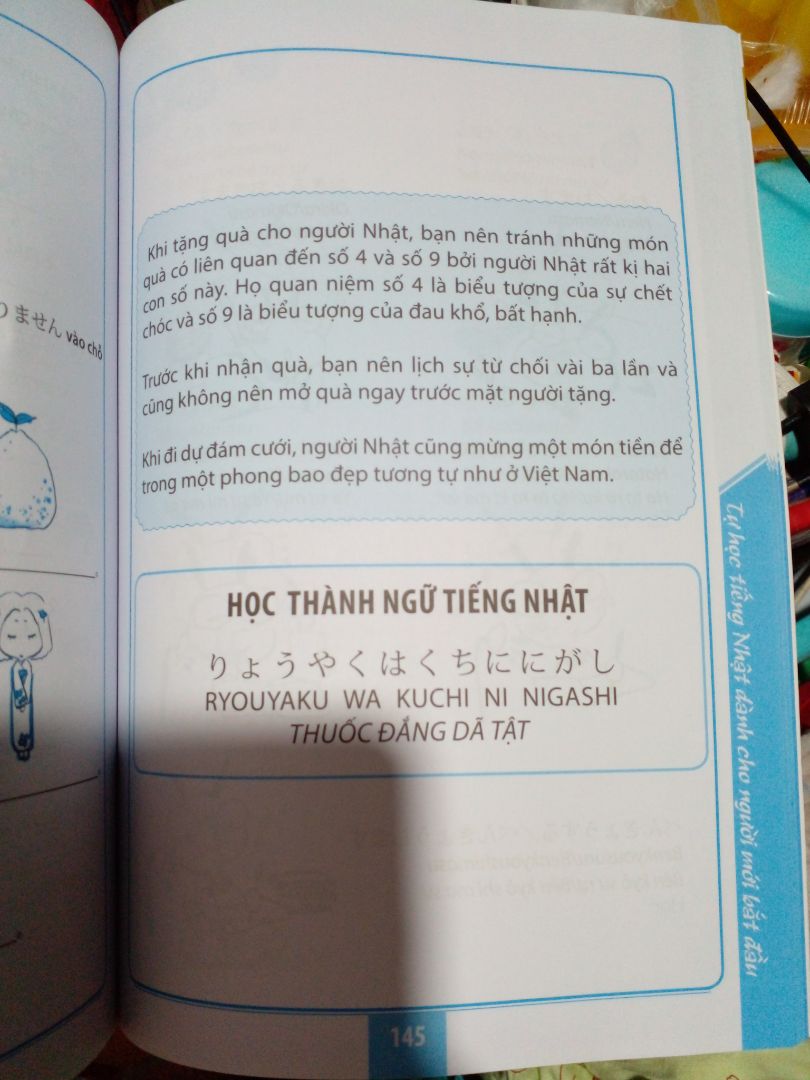 りません vào chỗ
Khi tặng quà cho người Nhật, bạn nên tránh những món
quà có liên quan đến số 4 và số 9 bởi người Nhật rất kị hai
con số này. Họ quan niệm số 4 là biểu tượng của sự chết
chóc và số 9 là biểu tượng của đau khổ, bất hạnh.
Trước khi nhận quà, bạn nên lịch sự từ chối vài ba lần và
cũng không nên mở quà ngay trước mặt người tặng.
Khi đi dự đám cưới, người Nhật cũng mừng một món tiền để
trong một phong bao đẹp tương tự như ở Việt Nam.
HỌC THÀNH NGỮ TIẾNG NHẬT
りょうやくはくちににがし
RYOUYAKU WA KUCHI NI NIGASHI
THUỐC ĐẮNG DÃ TẬT
Tự học tiếng Nhật dành cho người mới bắt đầu
145